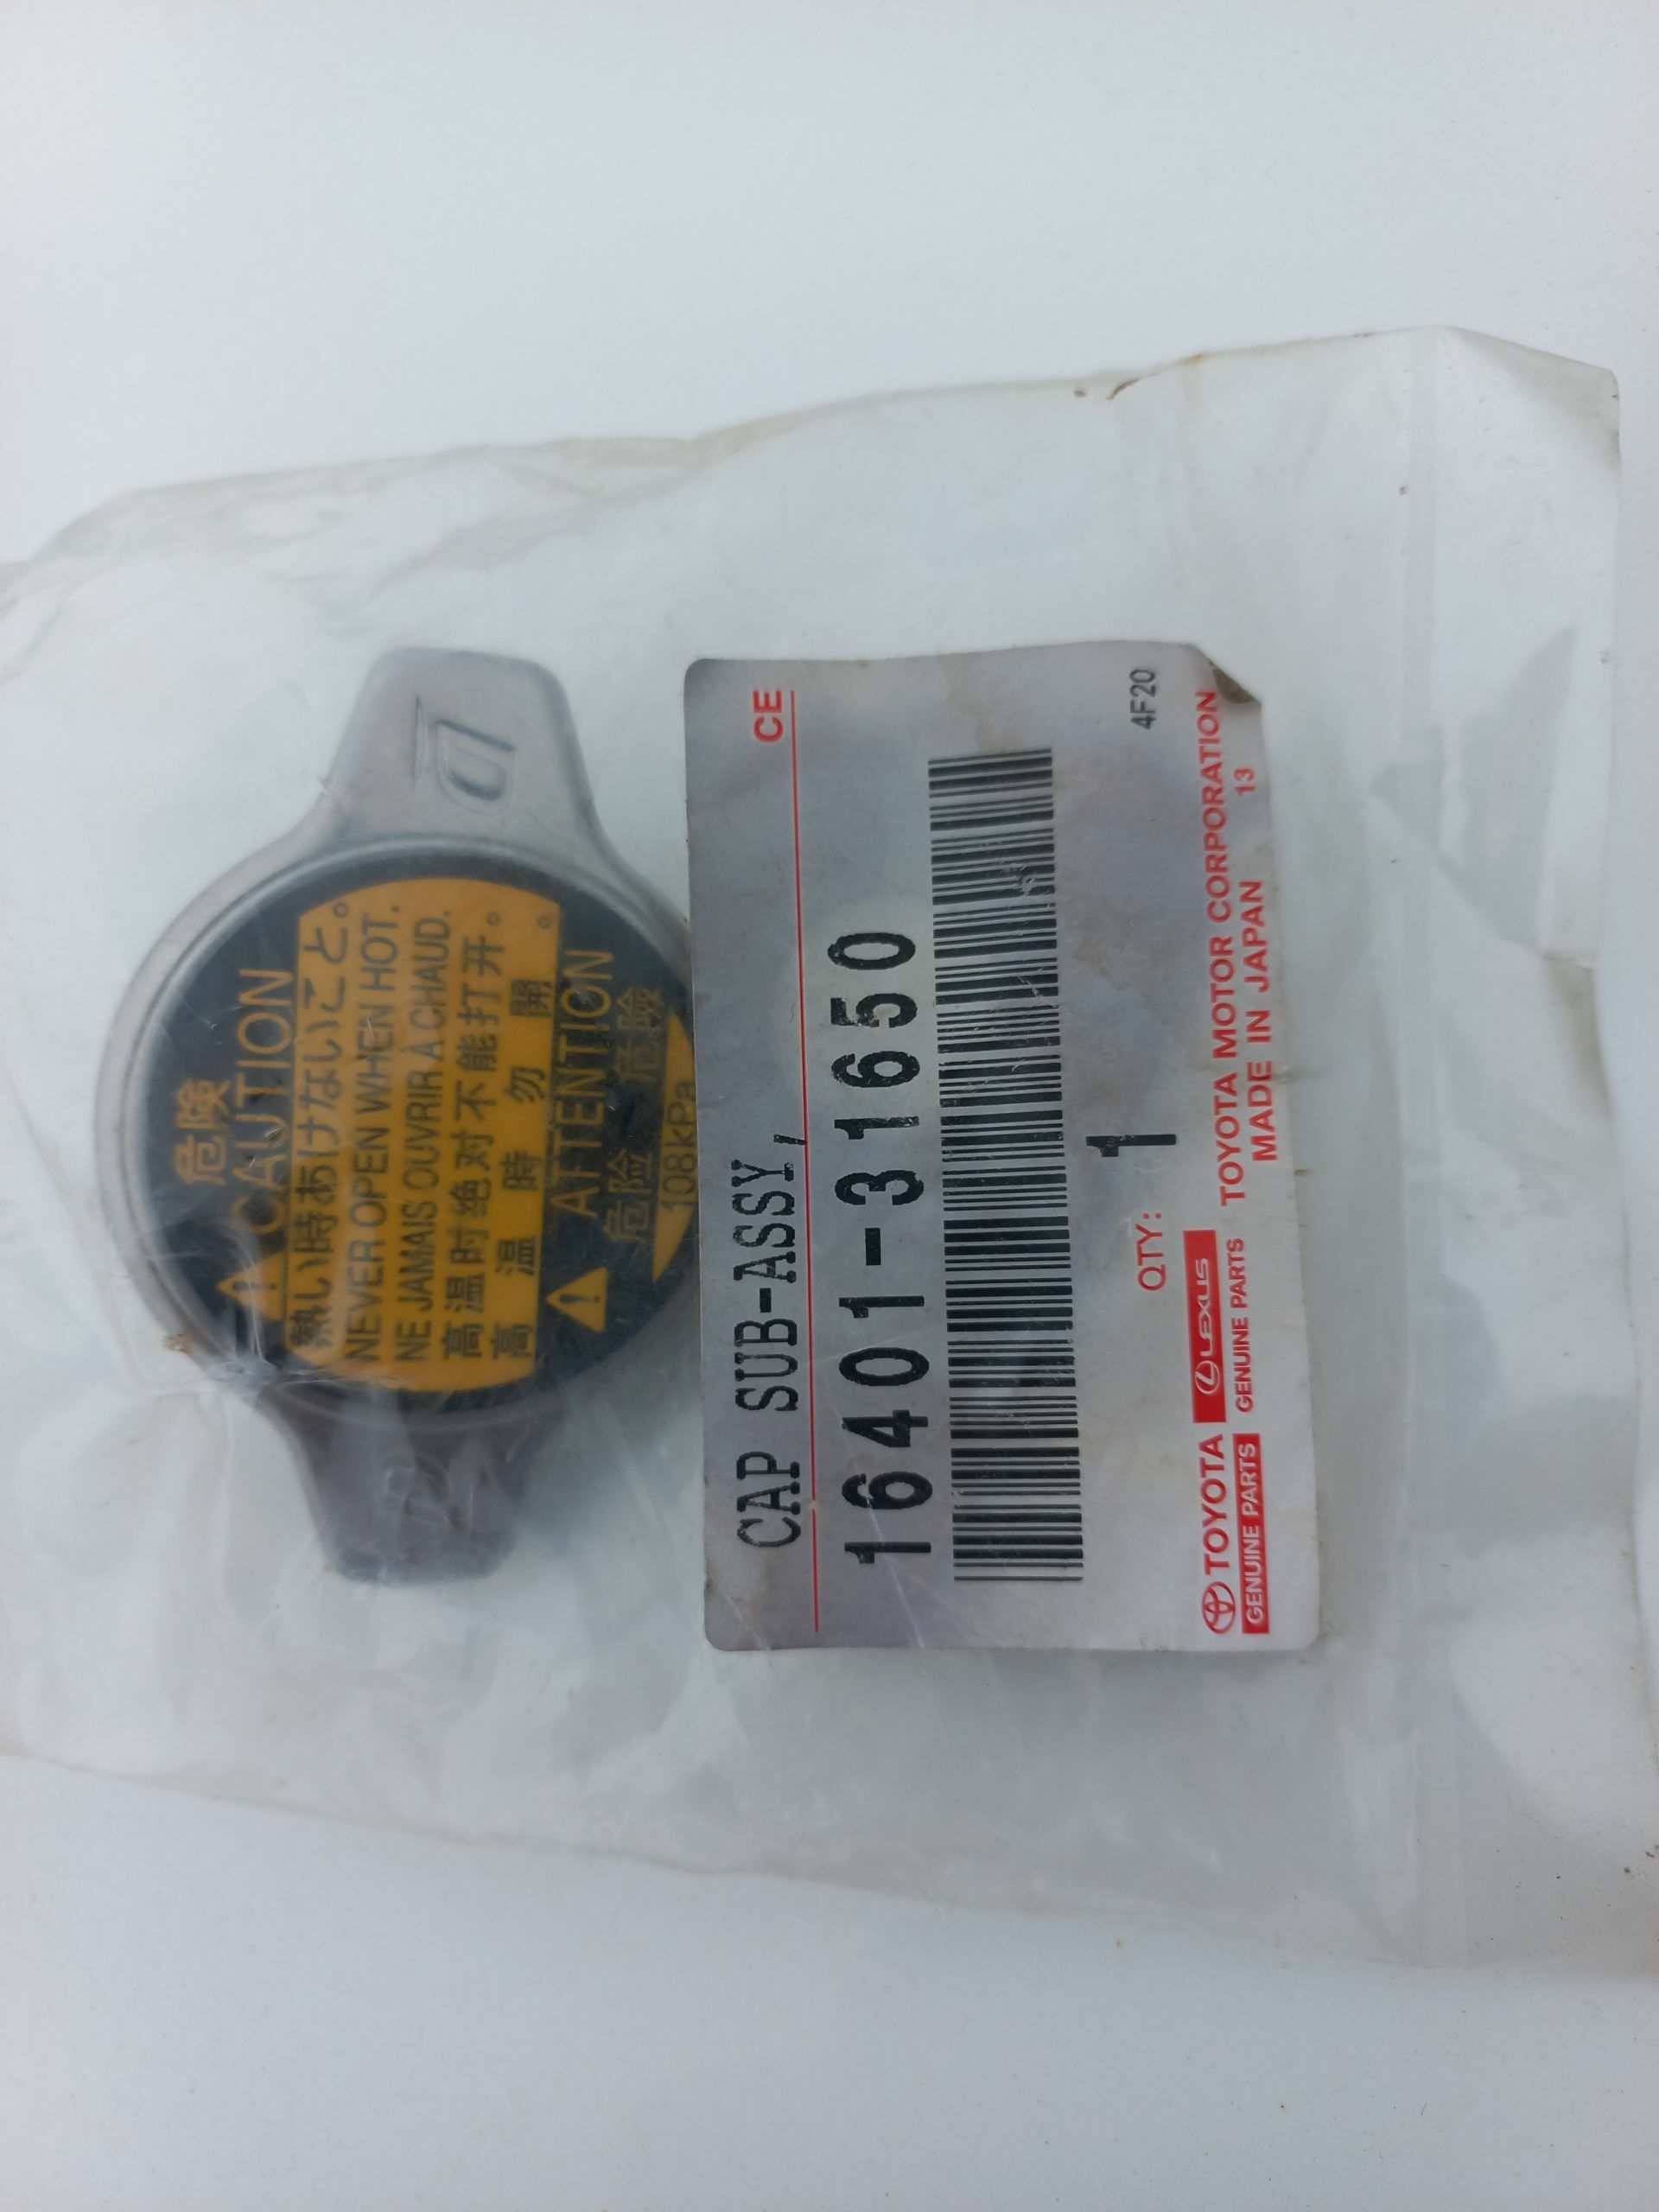 危険
CAUTION
熱い時あけないこと。
NEVER OPEN WHEN HOT.
NE JAMAIS OUVRIR À CHAUD.
高温时绝对不能打开。
高温時勿開。
ATTENTION
危险 危險
108kPa
CAP SUB-ASSY,
CE
16401-31650
QTY: 1
4F20
TOYOTA
GENUINE PARTS
LEXUS
GENUINE PARTS
TOYOTA MOTOR CORPORATION
MADE IN JAPAN 13